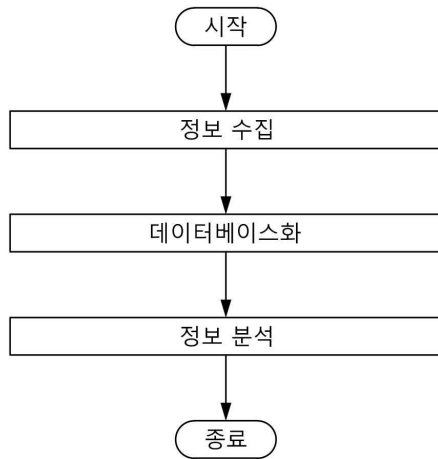 시작
정보 수집
데이터베이스화
정보 분석
종료